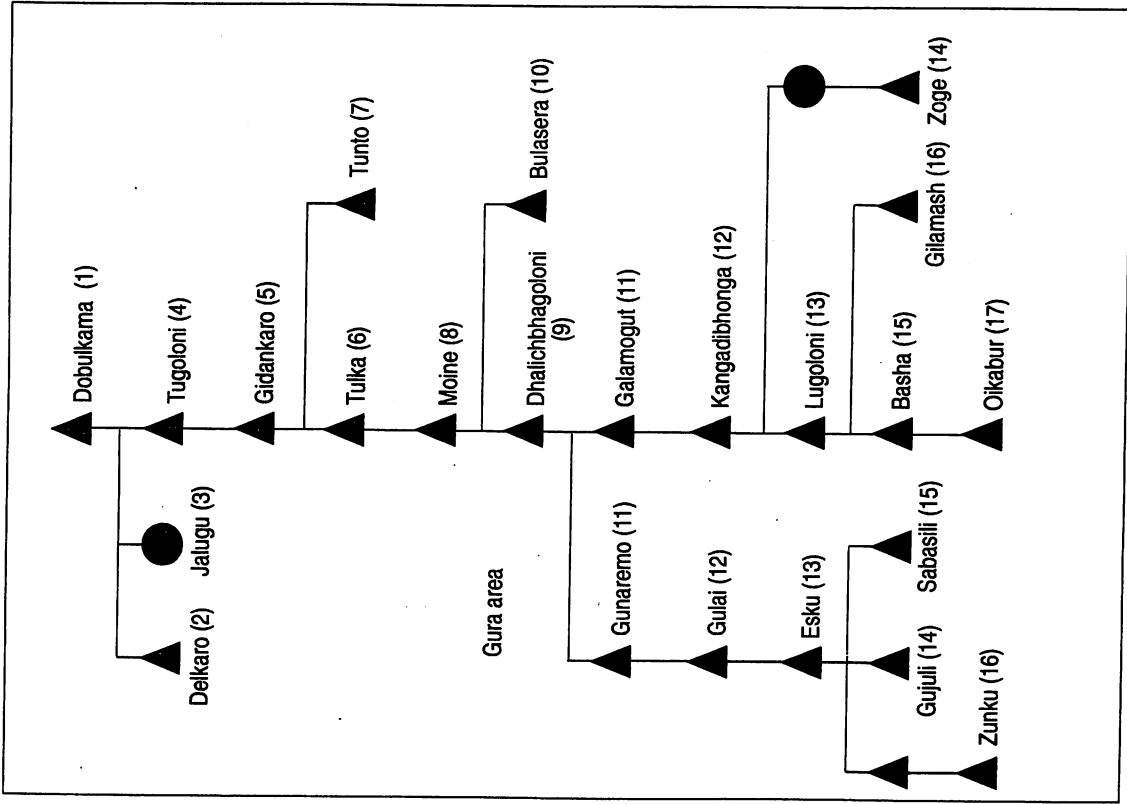 Dobulkama (1)
Delkaro (2)
Jalugu (3)
Tugoloni (4)
Gidankaro (5)
Tulka (6)
Tunto (7)
Moine (8)
Gura area
Dhalichbhagoloni
(9)
Bulasera (10)
Gunaremo (11)
Galamogut (11)
Gulai (12)
Kangadibhonga (12)
Esku (13)
Lugoloni (13)
Zoge (14)
Gujuli (14)
Sabasili (15)
Basha (15)
Gilamash (16)
Zunku (16)
Oikabur (17)